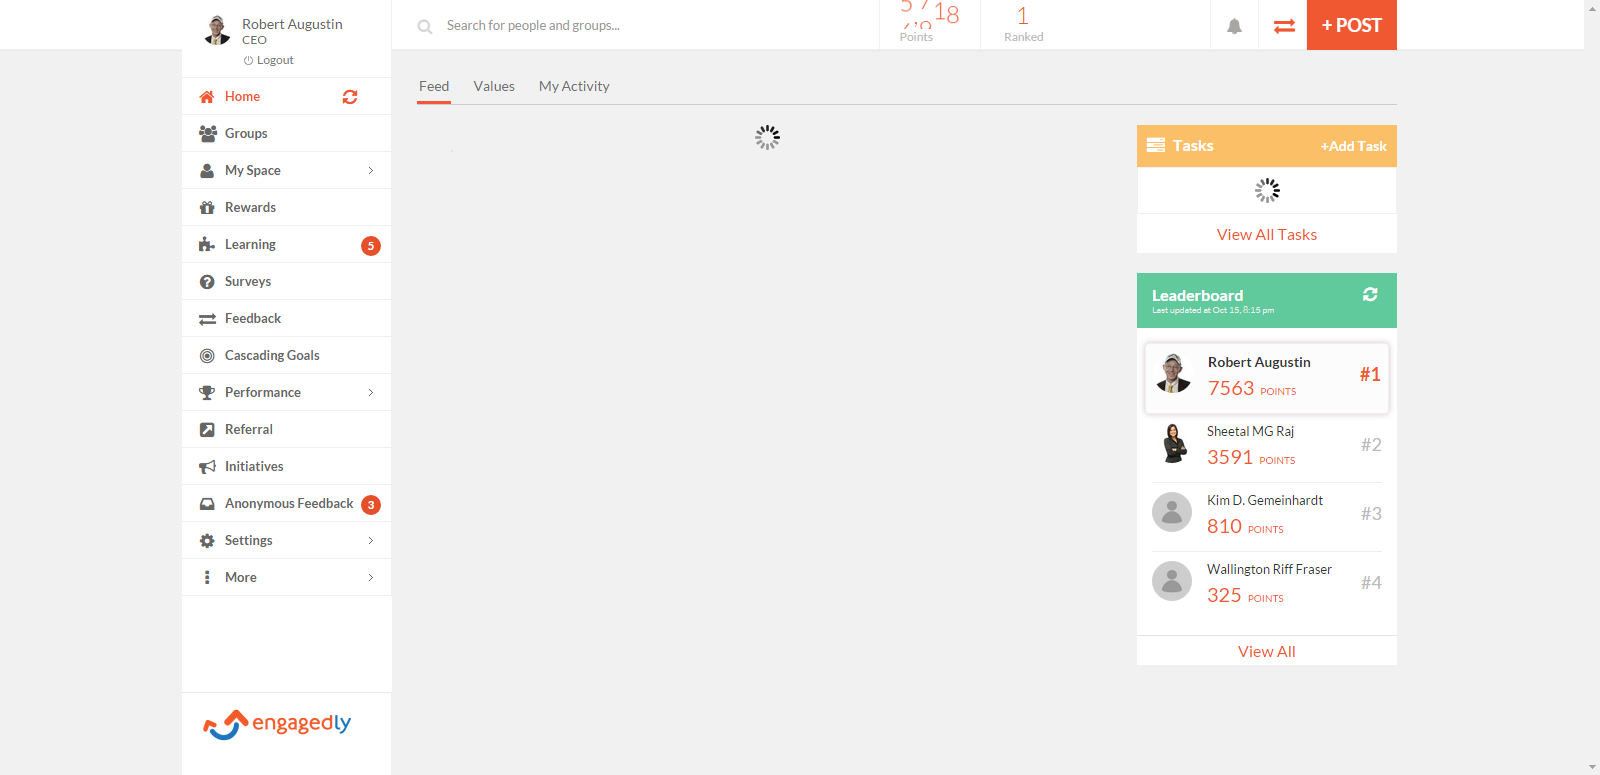 Robert Augustin
CEO
Logout
Search for people and groups...
Points
1
Ranked
+ POST
Home
Groups
My Space
Rewards
Learning
5
Surveys
Feedback
Cascading Goals
Performance
Referral
Initiatives
Anonymous Feedback
3
Settings
More
engagedly
Feed
Values
My Activity
Tasks
+Add Task
View All Tasks
Leaderboard
Last updated at Oct 15, 6:15 pm
Robert Augustin
7563 POINTS
#1
Sheetal MG Raj
3591 POINTS
#2
Kim D. Gemeinhardt
810 POINTS
#3
Wallington Riff Fraser
325 POINTS
#4
View All